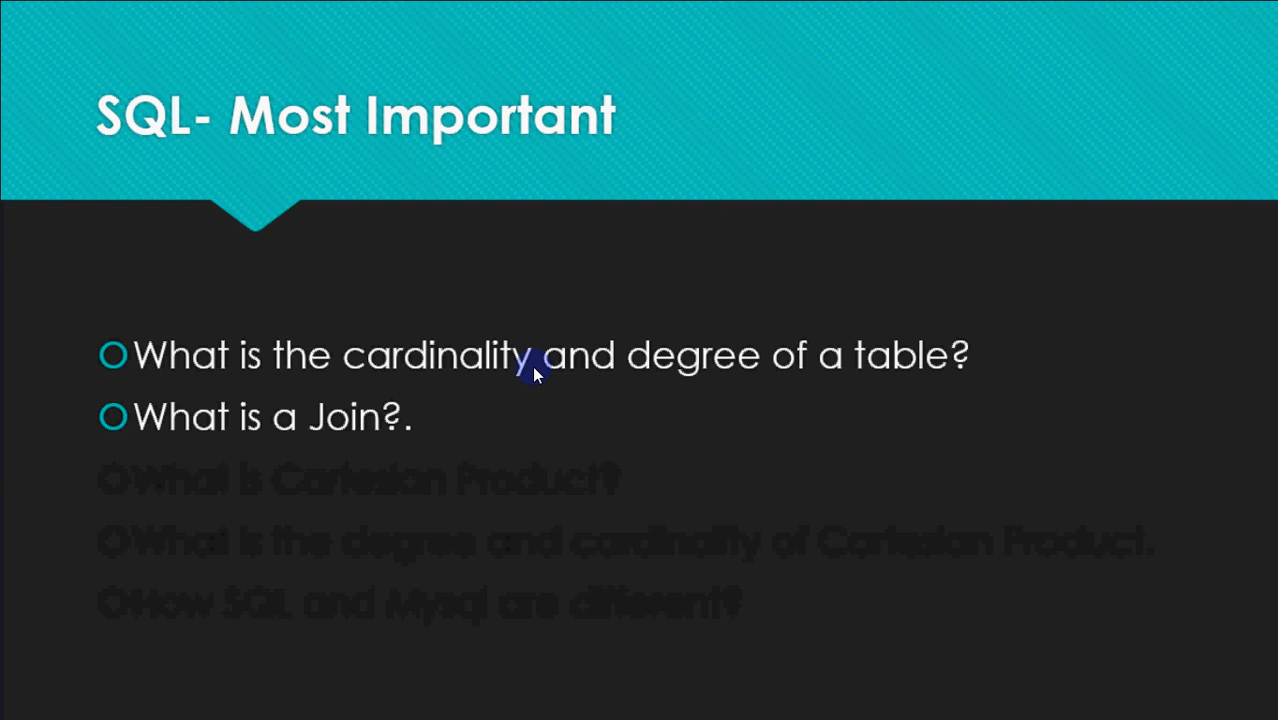 SQL- Most Important
What is the cardinality and degree of a table?
What is a Join?.
What is Cartesian Product?
What is the degree and cardinality of Cartesian Product.
How SQL and Mysql are different?